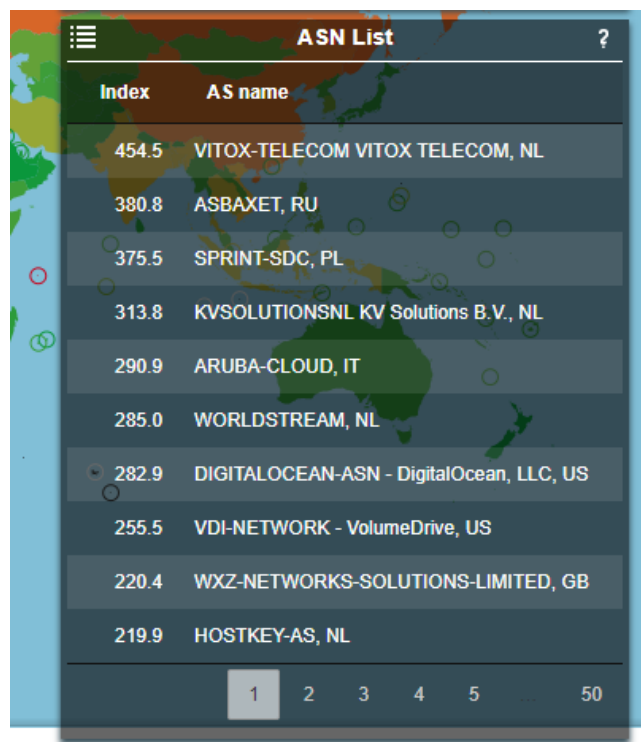 ASN List ?
Index AS name
454.5 VITOX-TELECOM VITOX TELECOM, NL
380.8 ASBAXET, RU
375.5 SPRINT-SDC, PL
313.8 KVSOLUTIONSNL KV Solutions B.V., NL
290.9 ARUBA-CLOUD, IT
285.0 WORLDSTREAM, NL
282.9 DIGITALOCEAN-ASN - DigitalOcean, LLC, US
255.5 VDI-NETWORK - VolumeDrive, US
220.4 WXZ-NETWORKS-SOLUTIONS-LIMITED, GB
219.9 HOSTKEY-AS, NL
1 2 3 4 5 ... 50